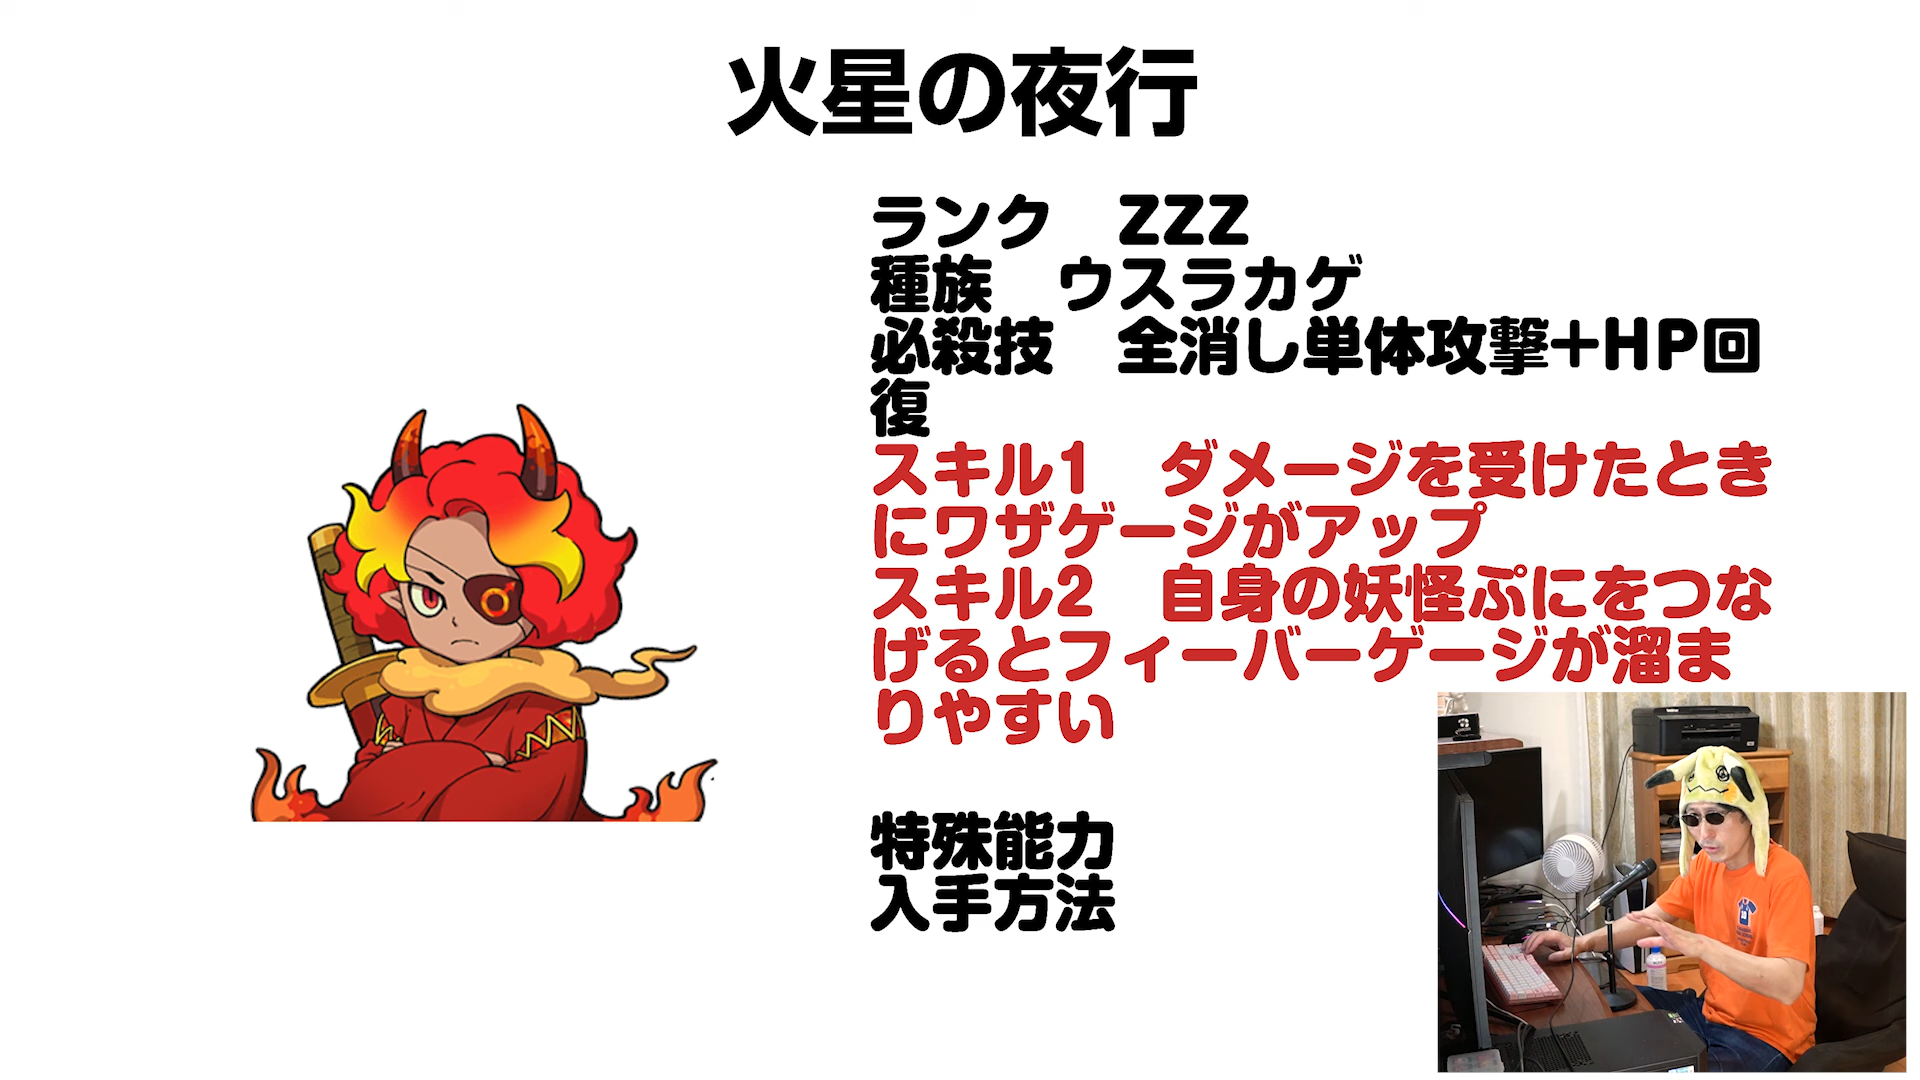 火星の夜行
ランク　ZZZ
種族　ウスラカゲ
必殺技　全消し単体攻撃＋HP回
復
スキル1　ダメージを受けたとき
にワザゲージがアップ
スキル2　自身の妖怪ぷにをつな
げるとフィーバーゲージが溜ま
りやすい
特殊能力
入手方法